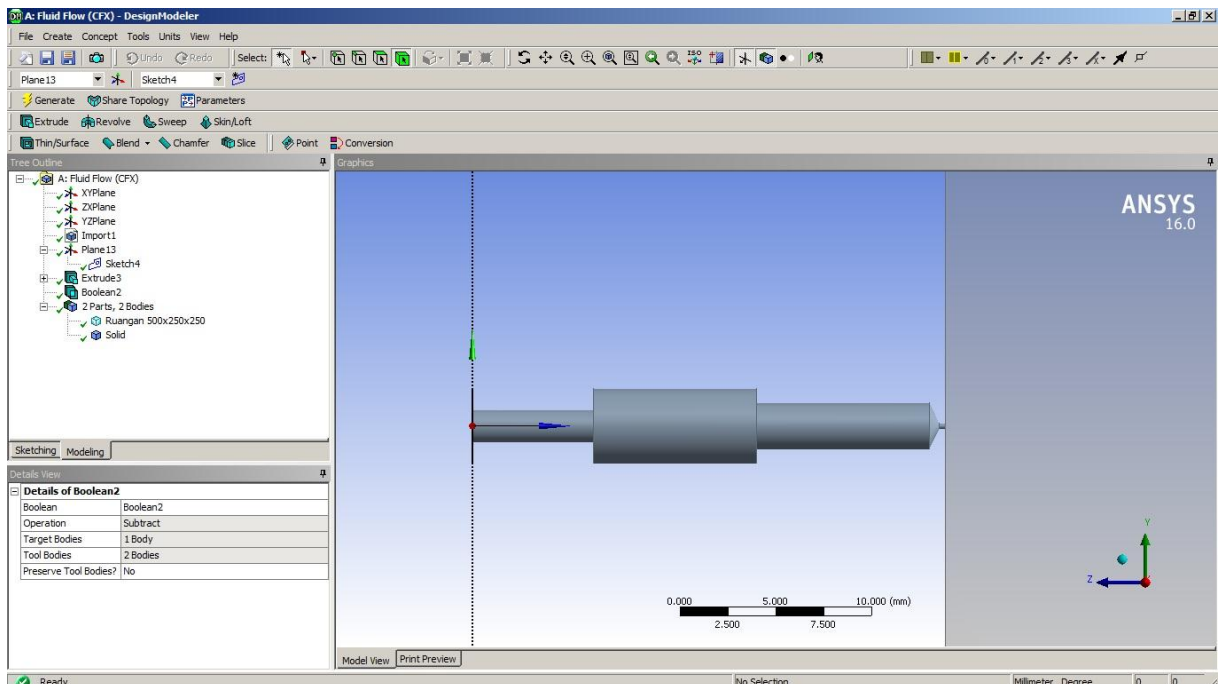 A: Fluid Flow (CFX) - DesignModeler
File Create Concept Tools Units View Help
Undo Redo Select:
Plane13 Sketch4
Generate Share Topology Parameters
Extrude Revolve Sweep Skin/Loft
Thin/Surface Blend Chamfer Slice Point Conversion
Tree Outline
A: Fluid Flow (CFX)
XYPlane
ZXPlane
YZPlane
Import1
Plane13
Sketch4
Extrude3
Boolean2
2 Parts, 2 Bodies
Ruangan 500x250x250
Solid
Sketching Modeling
Details View
Details of Boolean2
Boolean Boolean2
Operation Subtract
Target Bodies 1 Body
Tool Bodies 2 Bodies
Preserve Tool Bodies? No
Graphics
ANSYS
16.0
Y
Z
0.000 5.000 10.000 (mm)
2.500 7.500
Model View Print Preview
Ready No Selection Millimeter Degree 0 0